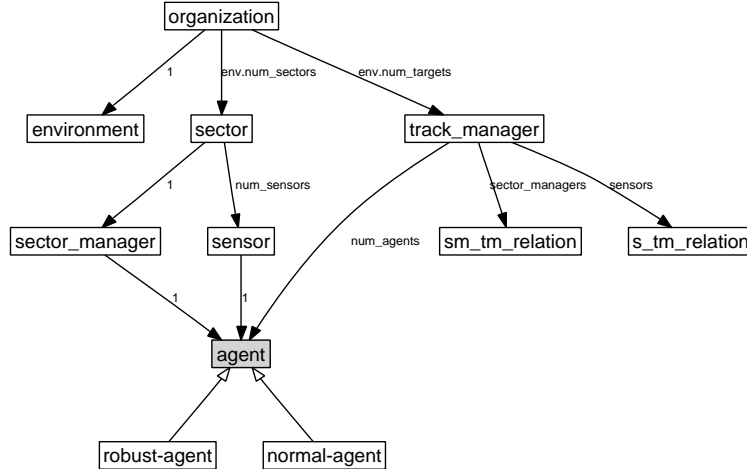 organization
1
env.num_sectors
env.num_targets
environment
sector
track_manager
1
num_sensors
sector_managers
sensors
sector_manager
sensor
num_agents
sm_tm_relation
s_tm_relation
1
1
agent
robust-agent
normal-agent